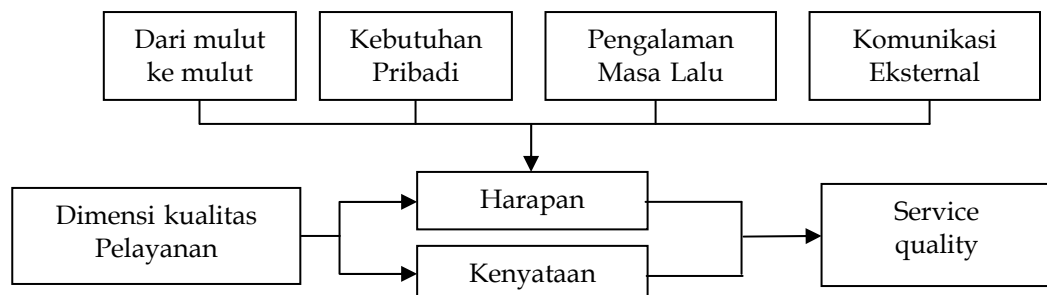 Dari mulut
ke mulut
Kebutuhan
Pribadi
Pengalaman
Masa Lalu
Komunikasi
Eksternal
Dimensi kualitas
Pelayanan
Harapan
Kenyataan
Service
quality